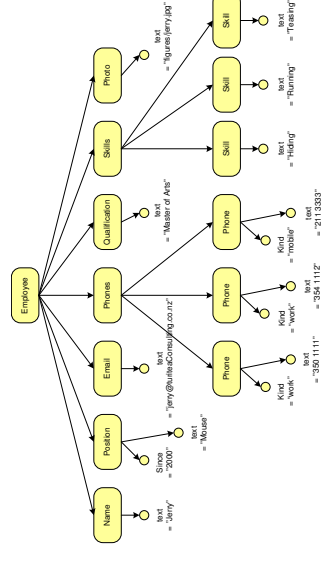 Employee
Name
Position
Email
Phones
Qualification
Skills
Photo
text
= "Jerry"
Since
= "2000"
text
= "Mouse"
text
= "jerry@turiteaConsulting.co.nz"
text
= "Master of Arts"
text
= "figures/jerry.jpg"
Phone
Phone
Phone
Skill
Skill
Skill
Kind
= "work"
text
= "350 1111"
Kind
= "work"
text
= "354 1112"
Kind
= "mobile"
text
= "211 3333"
text
= "Hiding"
text
= "Running"
text
= "Teasing"